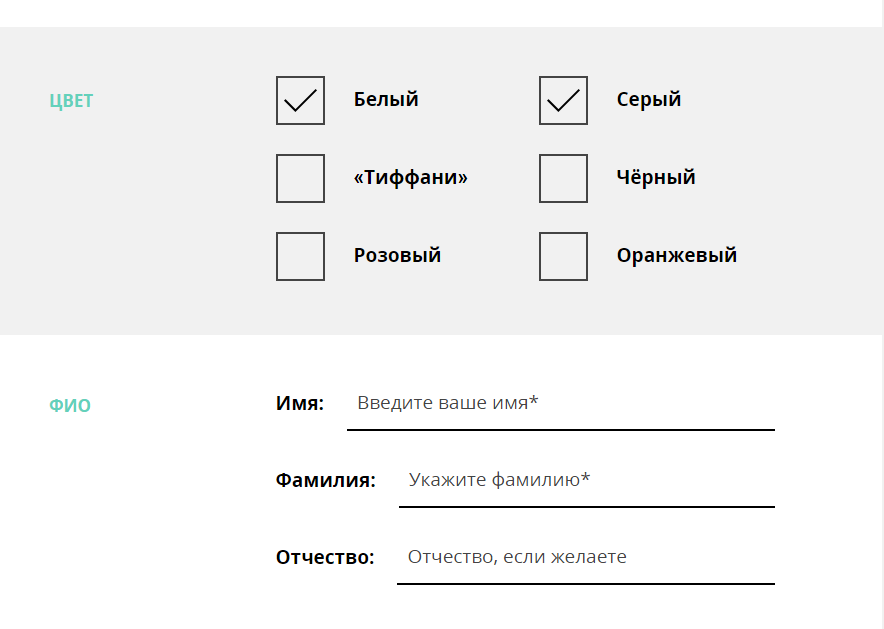 ЦВЕТ
Белый
Серый
«Тиффани»
Чёрный
Розовый
Оранжевый
ФИО
Имя: Введите ваше имя*
Фамилия: Укажите фамилию*
Отчество: Отчество, если желаете